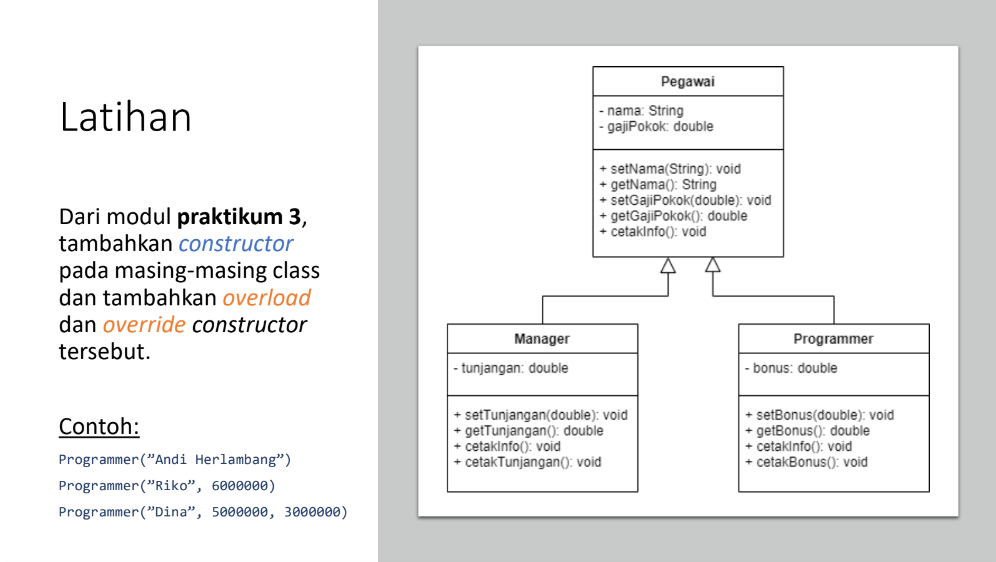 Latihan
Dari modul praktikum 3,
tambahkan constructor
pada masing-masing class
dan tambahkan overload
dan override constructor
tersebut.
Contoh:
Programmer(”Andi Herlambang”)
Programmer(”Riko”, 6000000)
Programmer(”Dina”, 5000000, 3000000)
Pegawai
- nama: String
- gajiPokok: double
+ setNama(String): void
+ getNama(): String
+ setGajiPokok(double): void
+ getGajiPokok(): double
+ cetakInfo(): void
Manager
- tunjangan: double
+ setTunjangan(double): void
+ getTunjangan(): double
+ cetakInfo(): void
+ cetakTunjangan(): void
Programmer
- bonus: double
+ setBonus(double): void
+ getBonus(): double
+ cetakInfo(): void
+ cetakBonus(): void